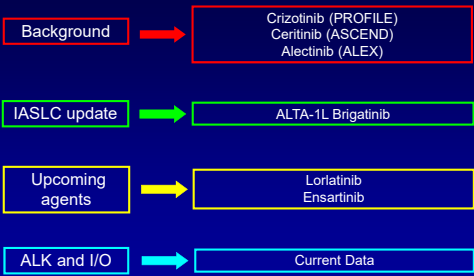 Background
Crizotinib (PROFILE)
Ceritinib (ASCEND)
Alectinib (ALEX)
IASLC update
ALTA-1L Brigatinib
Upcoming
agents
Lorlatinib
Ensartinib
ALK and I/O
Current Data